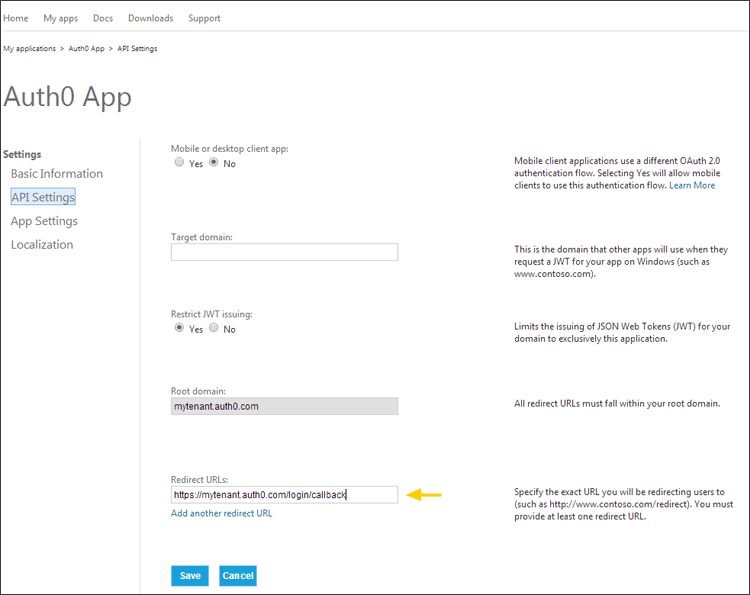 Home My apps Docs Downloads Support
My applications > Auth0 App > API Settings
Auth0 App
Settings
Basic Information
API Settings
App Settings
Localization
Mobile or desktop client app:
Yes No
Mobile client applications use a different OAuth 2.0
authentication flow. Selecting Yes will allow mobile
clients to use this authentication flow. Learn More
Target domain:
This is the domain that other apps will use when they
request a JWT for your app on Windows (such as
www.contoso.com).
Restrict JWT issuing:
Yes No
Limits the issuing of JSON Web Tokens (JWT) for your
domain to exclusively this application.
Root domain:
mytenant.auth0.com
All redirect URLs must fall within your root domain.
Redirect URLs:
https://mytenant.auth0.com/login/callback
Add another redirect URL
Specify the exact URL you will be redirecting users to
(such as http://www.contoso.com/redirect). You must
provide at least one redirect URL.
Save Cancel